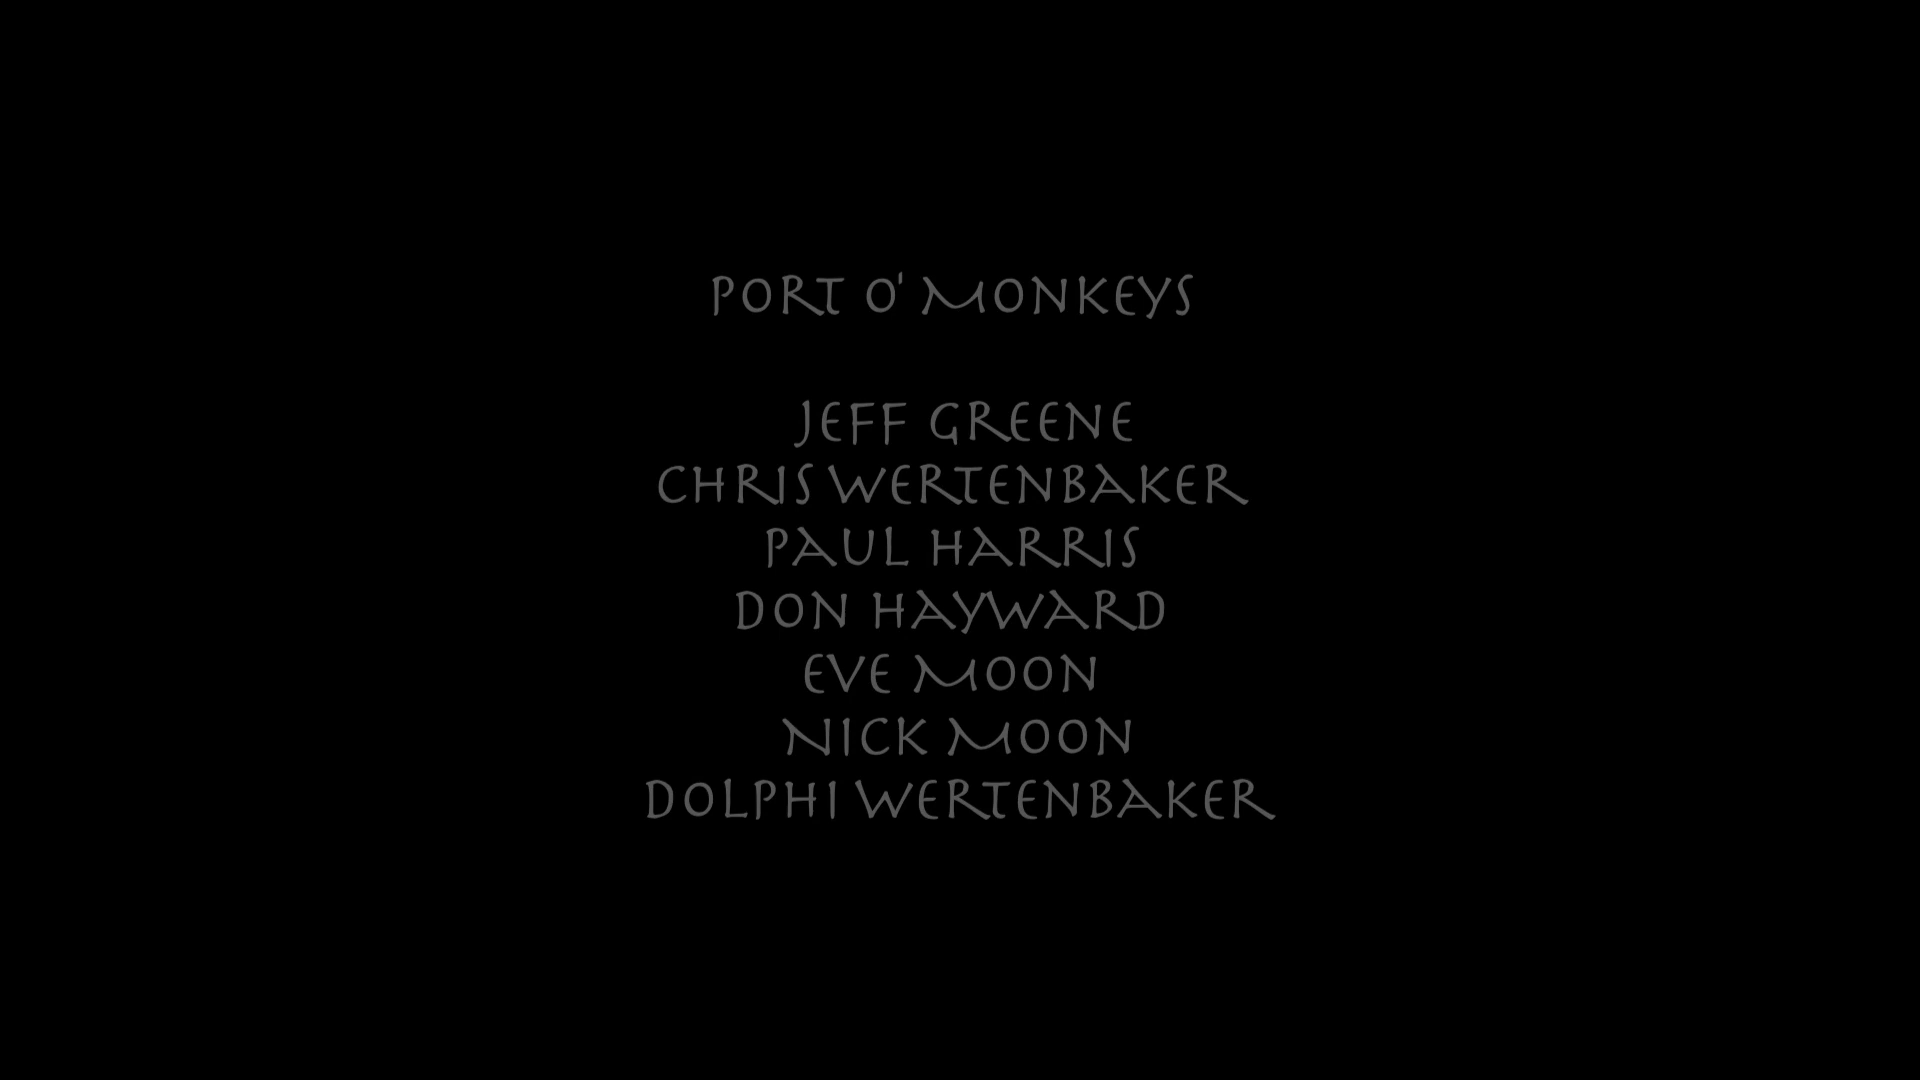 Port O' Monkeys
Jeff Greene
Chris Wertenbaker
Paul Harris
Don Hayward
Eve Moon
Nick Moon
Dolphi Wertenbaker